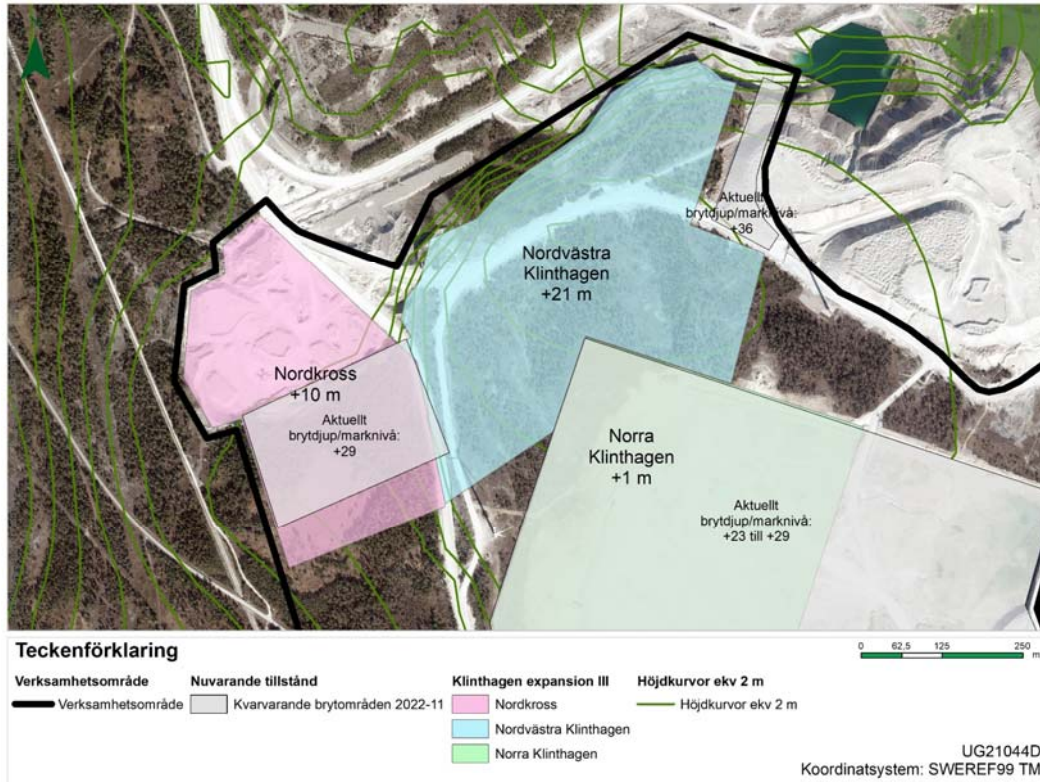 Aktuellt
brytdjup/marknivå:
+36
Nordvästra
Klinthagen
+21 m
Nordkross
+10 m
Aktuellt
brytdjup/marknivå:
+29
Norra
Klinthagen
+1 m
Aktuellt
brytdjup/marknivå:
+23 till +29
Teckenförklaring
0 62,5 125 250
m
Verksamhetsområde
Verksamhetsområde
Nuvarande tillstånd
Kvarvarande brytområden 2022-11
Klinthagen expansion III
Nordkross
Nordvästra Klinthagen
Norra Klinthagen
Höjdkurvor ekv 2 m
Höjdkurvor ekv 2 m
UG21044D
Koordinatsystem: SWEREF99 TM